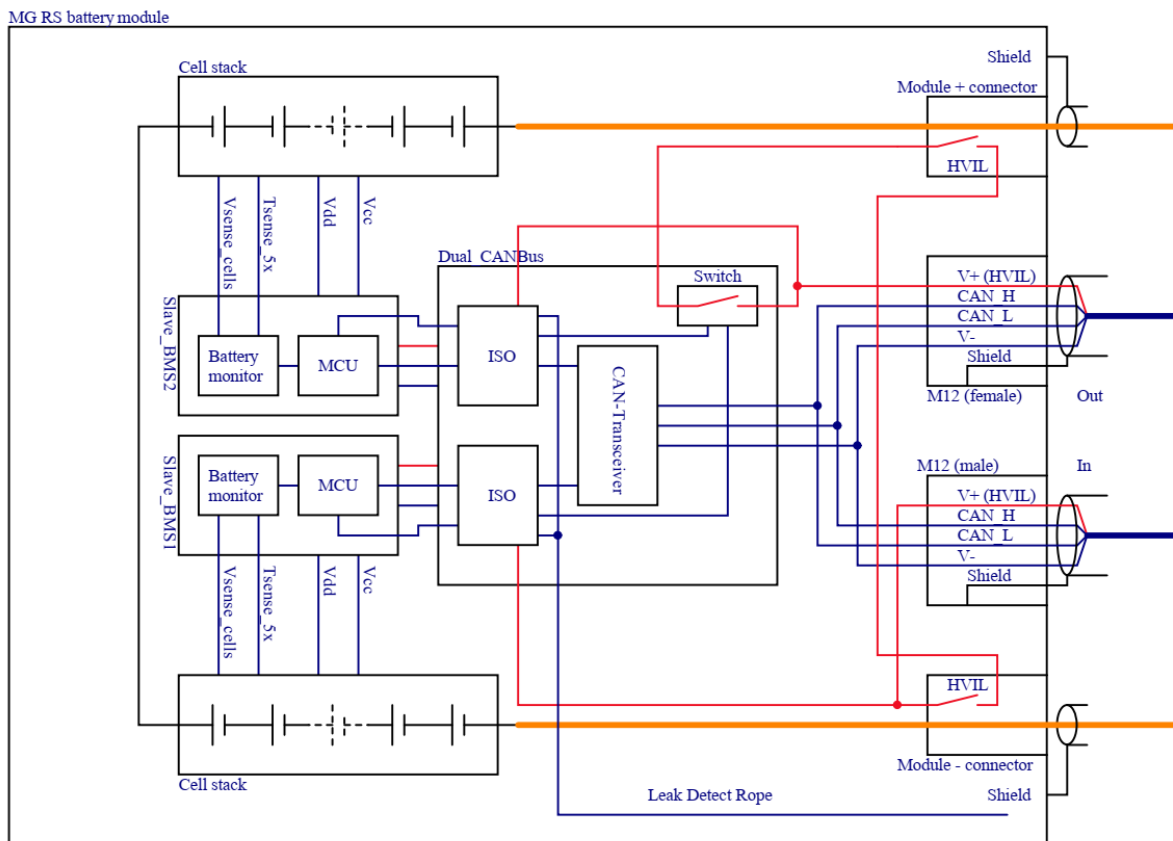 MG RS battery module
Shield
Cell stack
Module + connector
HVIL
Vsense_cells
Tsense_5x
Vdd
Vcc
Dual_CANBus
Switch
V+ (HVIL)
CAN_H
CAN_L
V-
Shield
M12 (female)
Out
Slave_BMS2
Battery
monitor
MCU
ISO
CAN-Transceiver
Slave_BMS1
Battery
monitor
MCU
ISO
M12 (male)
In
V+ (HVIL)
CAN_H
CAN_L
V-
Shield
Vsense_cells
Tsense_5x
Vdd
Vcc
HVIL
Module - connector
Cell stack
Leak Detect Rope
Shield